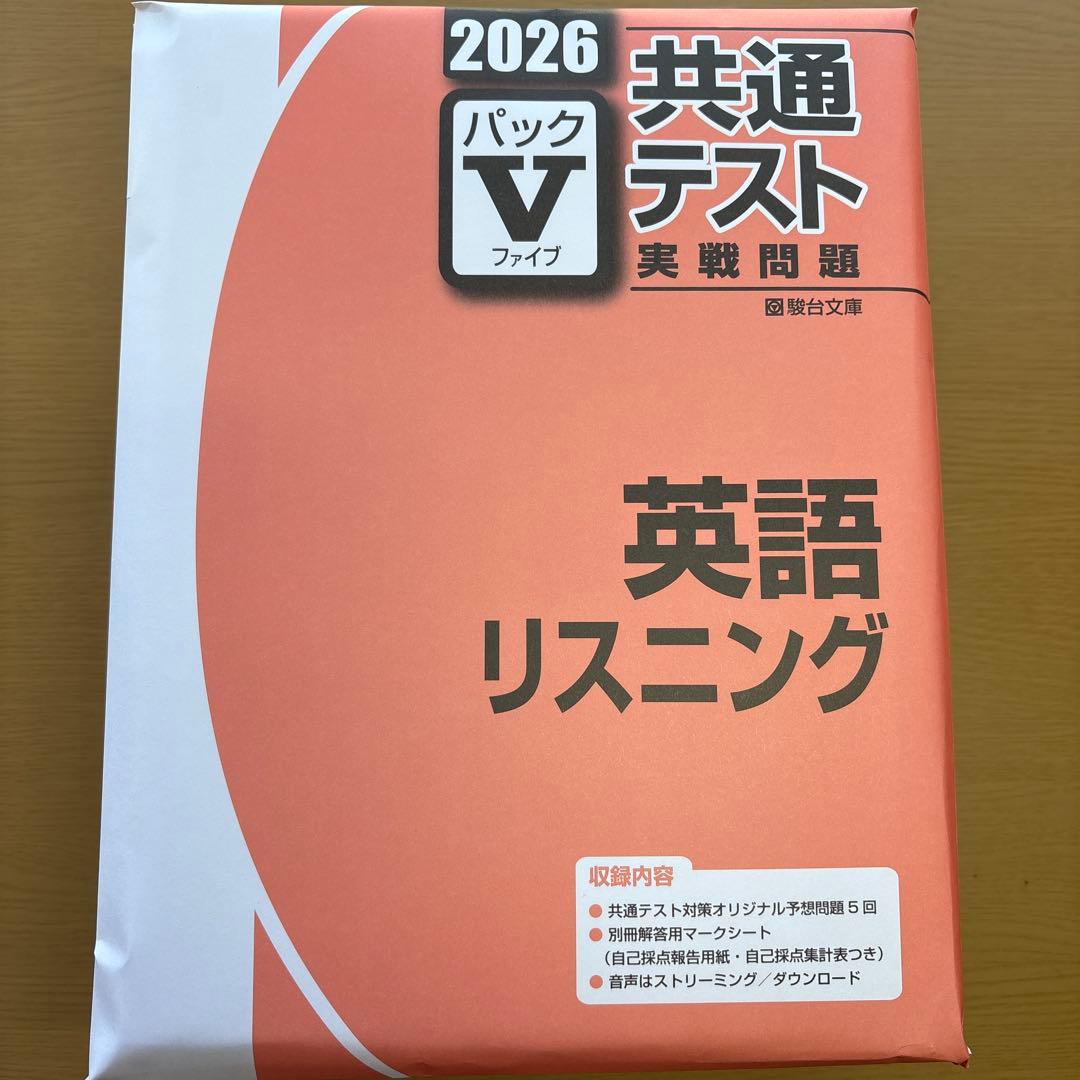 2026
パック
V
ファイブ
共通
テスト
実戦問題
駿台文庫
英語
リスニング
収録内容
● 共通テスト対策オリジナル予想問題5回
● 別冊解答用マークシート
（自己採点報告用紙・自己採点集計表つき）
● 音声はストリーミング／ダウンロード